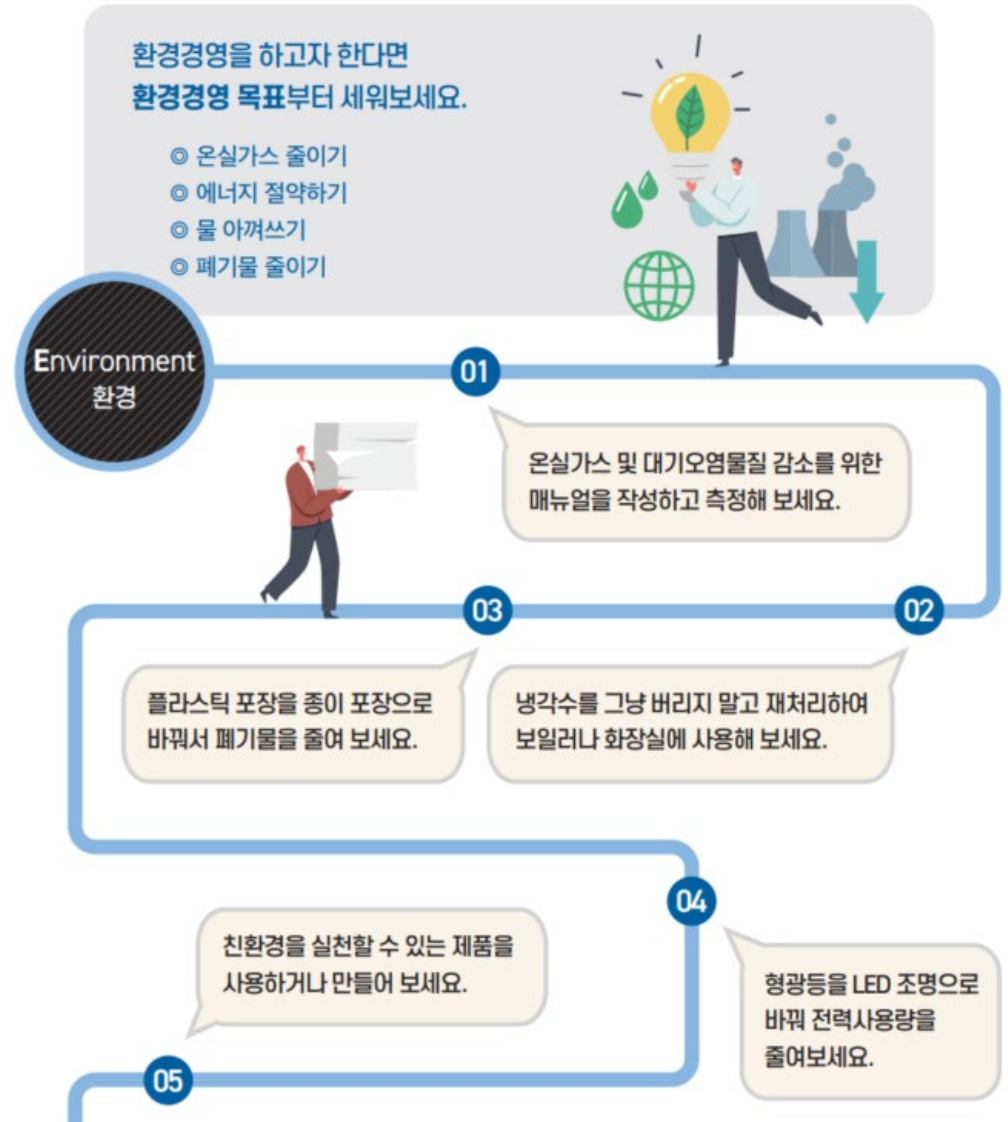 환경경영을 하고자 한다면
환경경영 목표부터 세워보세요.
◎ 온실가스 줄이기
◎ 에너지 절약하기
◎ 물 아껴쓰기
◎ 폐기물 줄이기
Environment
환경
01
온실가스 및 대기오염물질 감소를 위한
매뉴얼을 작성하고 측정해 보세요.
02
냉각수를 그냥 버리지 말고 재처리하여
보일러나 화장실에 사용해 보세요.
03
플라스틱 포장을 종이 포장으로
바꿔서 폐기물을 줄여 보세요.
04
형광등을 LED 조명으로
바꿔 전력사용량을
줄여보세요.
05
친환경을 실천할 수 있는 제품을
사용하거나 만들어 보세요.